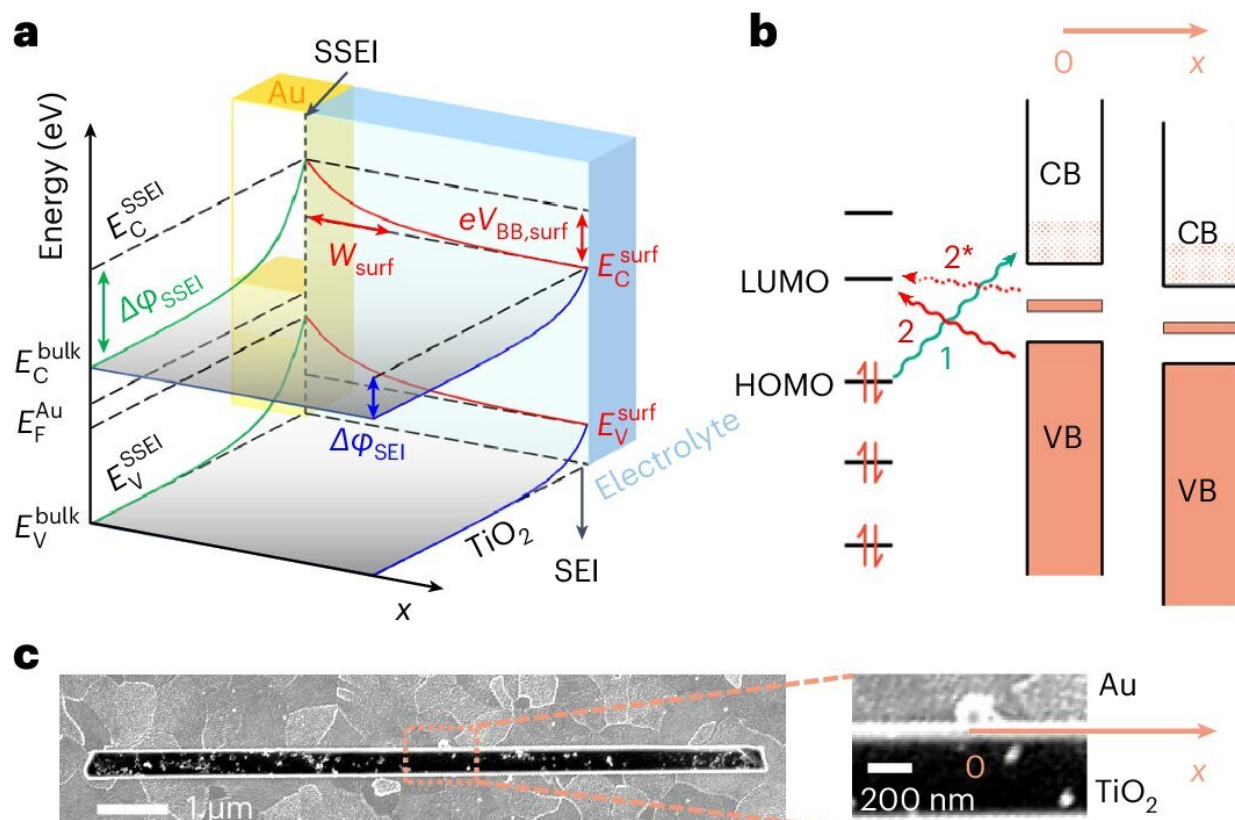 a
SSEI
Au
Energy (eV)
E_C^SSEI
eV_BB,surf
W_surf
E_C^surf
Δφ_SSEI
E_C^bulk
E_F^Au
E_V^SSEI
Δφ_SEI
E_V^surf
Electrolyte
E_V^bulk
TiO₂
SEI
x
b
0
x
CB
CB
2*
LUMO
2
1
HOMO
VB
VB
c
1 μm
Au
0
x
200 nm
TiO₂